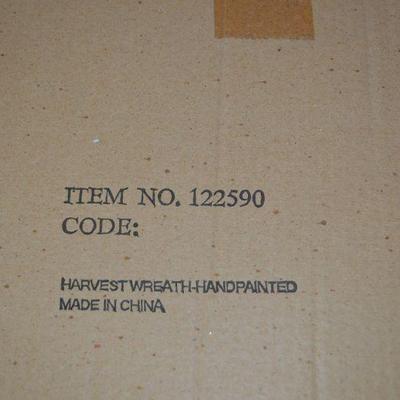 ITEM NO. 122590
CODE:
HARVEST WREATH-HANDPAINTED
MADE IN CHINA